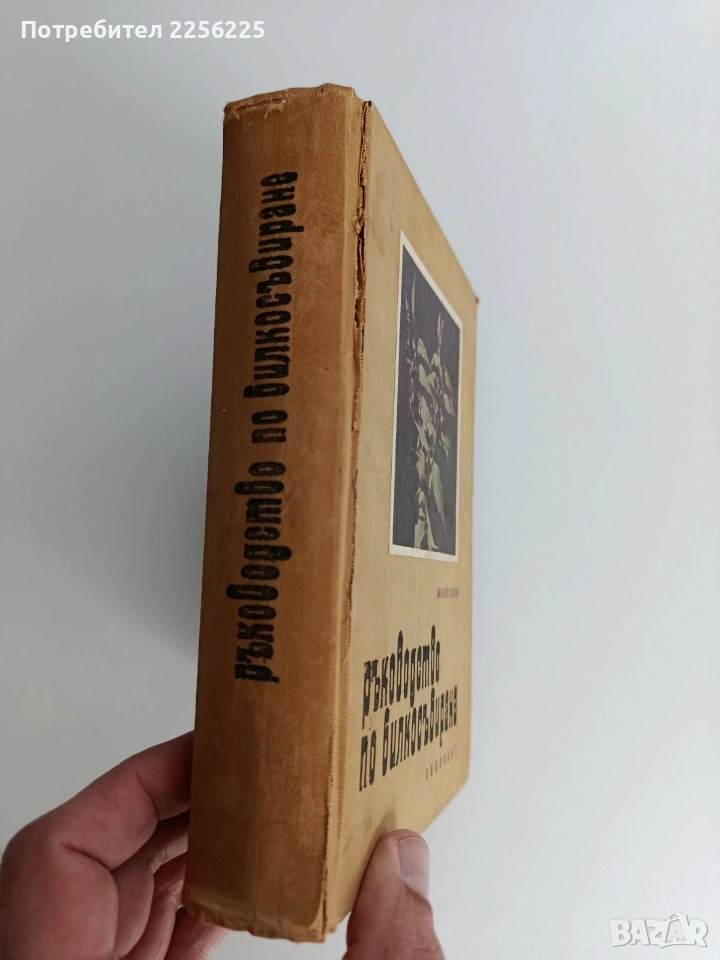 Потребител 2256225
ръководство по билкосъбиране
ръководство
по билкосъбиране
BAZAR